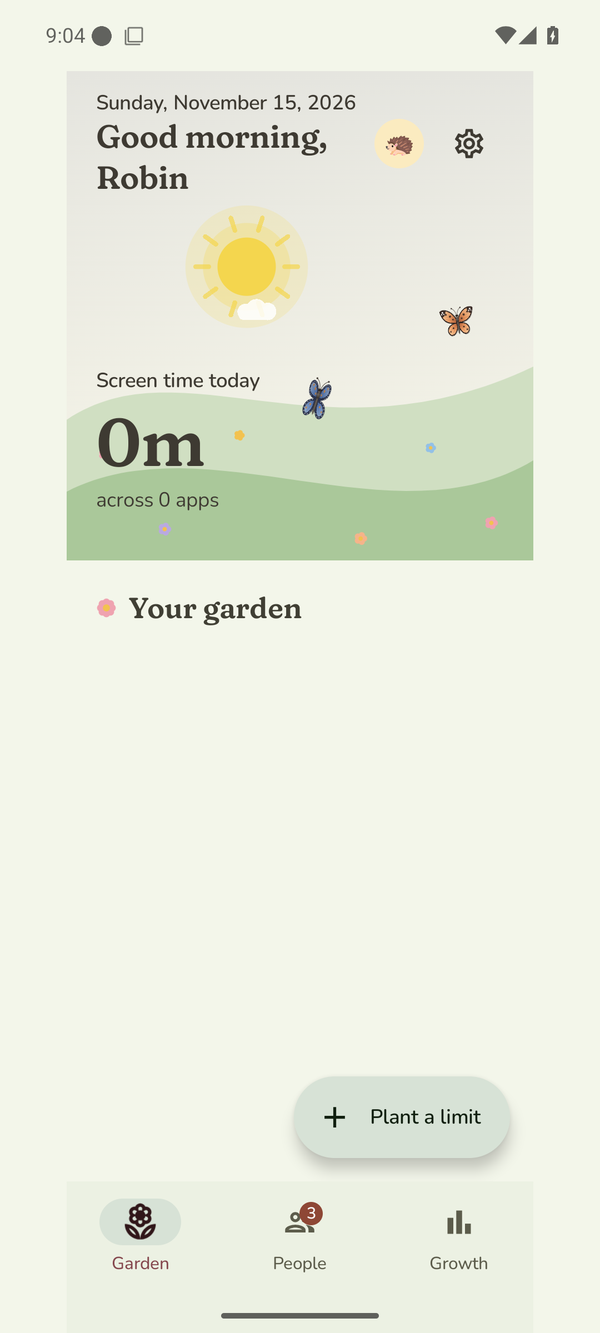 9:04
Sunday, November 15, 2026
Good morning,
Robin
Screen time today
0m
across 0 apps
Your garden
Plant a limit
3
Garden
People
Growth